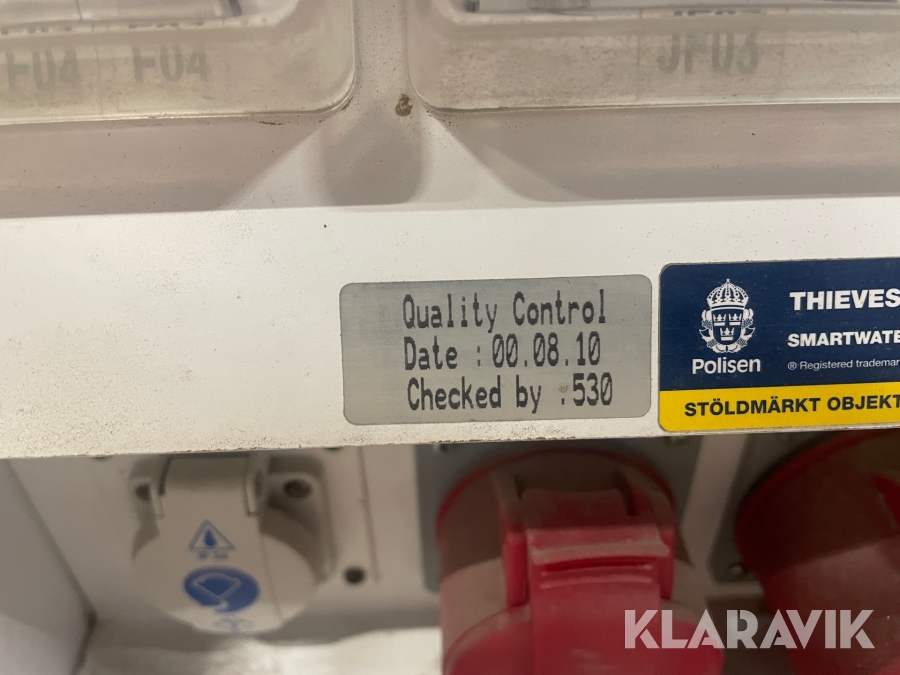 F04 F04
JF03
Quality Control
Date : 00.08.10
Checked by :530
Polisen
THIEVES
SMARTWATE
® Registered tradema
STÖLDMÄRKT OBJEKT
KLARAVIK